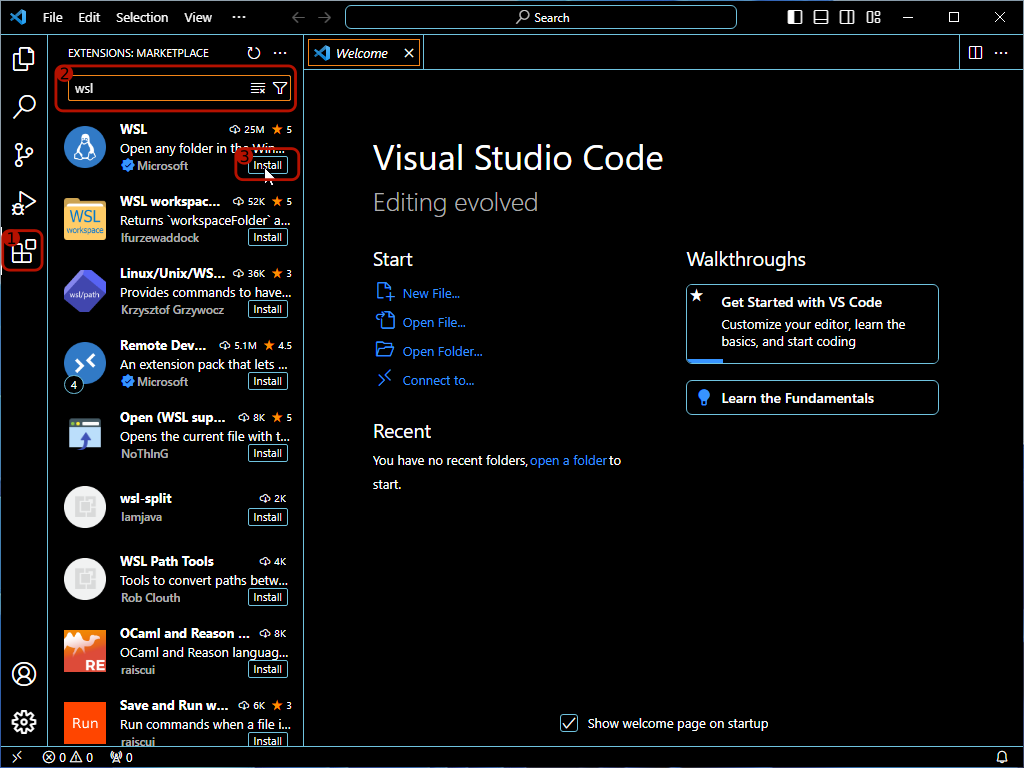 File Edit Selection View ··· Search
EXTENSIONS: MARKETPLACE ···
2
wsl
WSL 25M ★ 5
Open any folder in the Win...
Microsoft
3
Install
WSL workspac... 52K ★ 5
Returns `workspaceFolder` a...
lfurzewaddock Install
WSL
workspace
1
Linux/Unix/WS... 36K ★ 3
Provides commands to have...
Krzysztof Grzywocz Install
wsl/path
Remote Dev... 5.1M ★ 4.5
An extension pack that lets ...
Microsoft Install
4
Open (WSL sup... 8K ★ 5
Opens the current file with t...
NoThInG Install
wsl-split 2K
Iamjava Install
WSL Path Tools 4K
Tools to convert paths betw...
Rob Clouth Install
OCaml and Reason ... 8K
OCaml and Reason languag...
raiscui Install
RE
Save and Run w... 6K ★ 3
Run commands when a file i...
raiscui Install
Run
Welcome
Visual Studio Code
Editing evolved
Start
New File...
Open File...
Open Folder...
Connect to...
Recent
You have no recent folders, open a folder to
start.
Walkthroughs
Get Started with VS Code
Customize your editor, learn the
basics, and start coding
Learn the Fundamentals
Show welcome page on startup
0 0 0